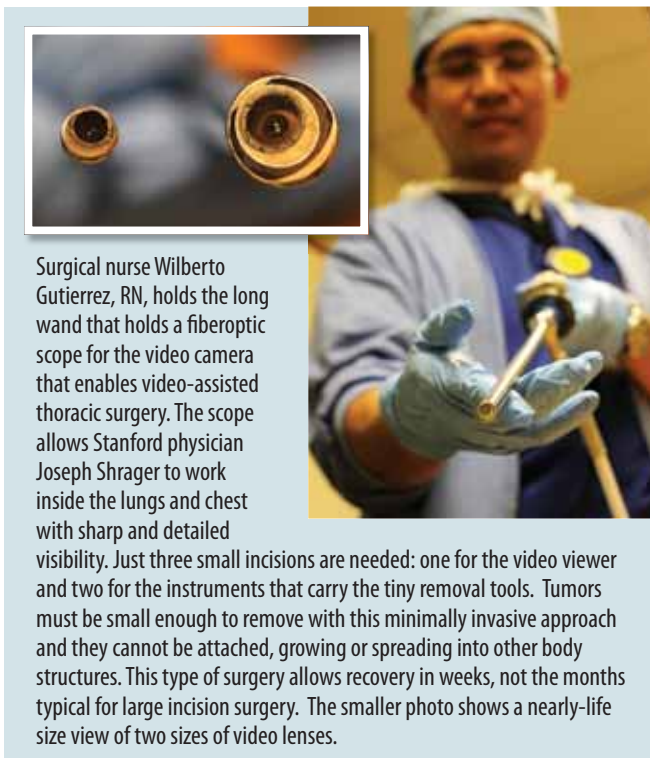 Surgical nurse Wilberto
Gutierrez, RN, holds the long
wand that holds a fiberoptic
scope for the video camera
that enables video-assisted
thoracic surgery. The scope
allows Stanford physician
Joseph Shrager to work
inside the lungs and chest
with sharp and detailed
visibility. Just three small incisions are needed: one for the video viewer
and two for the instruments that carry the tiny removal tools.  Tumors
must be small enough to remove with this minimally invasive approach
and they cannot be attached, growing or spreading into other body
structures. This type of surgery allows recovery in weeks, not the months
typical for large incision surgery.  The smaller photo shows a nearly-life
size view of two sizes of video lenses.